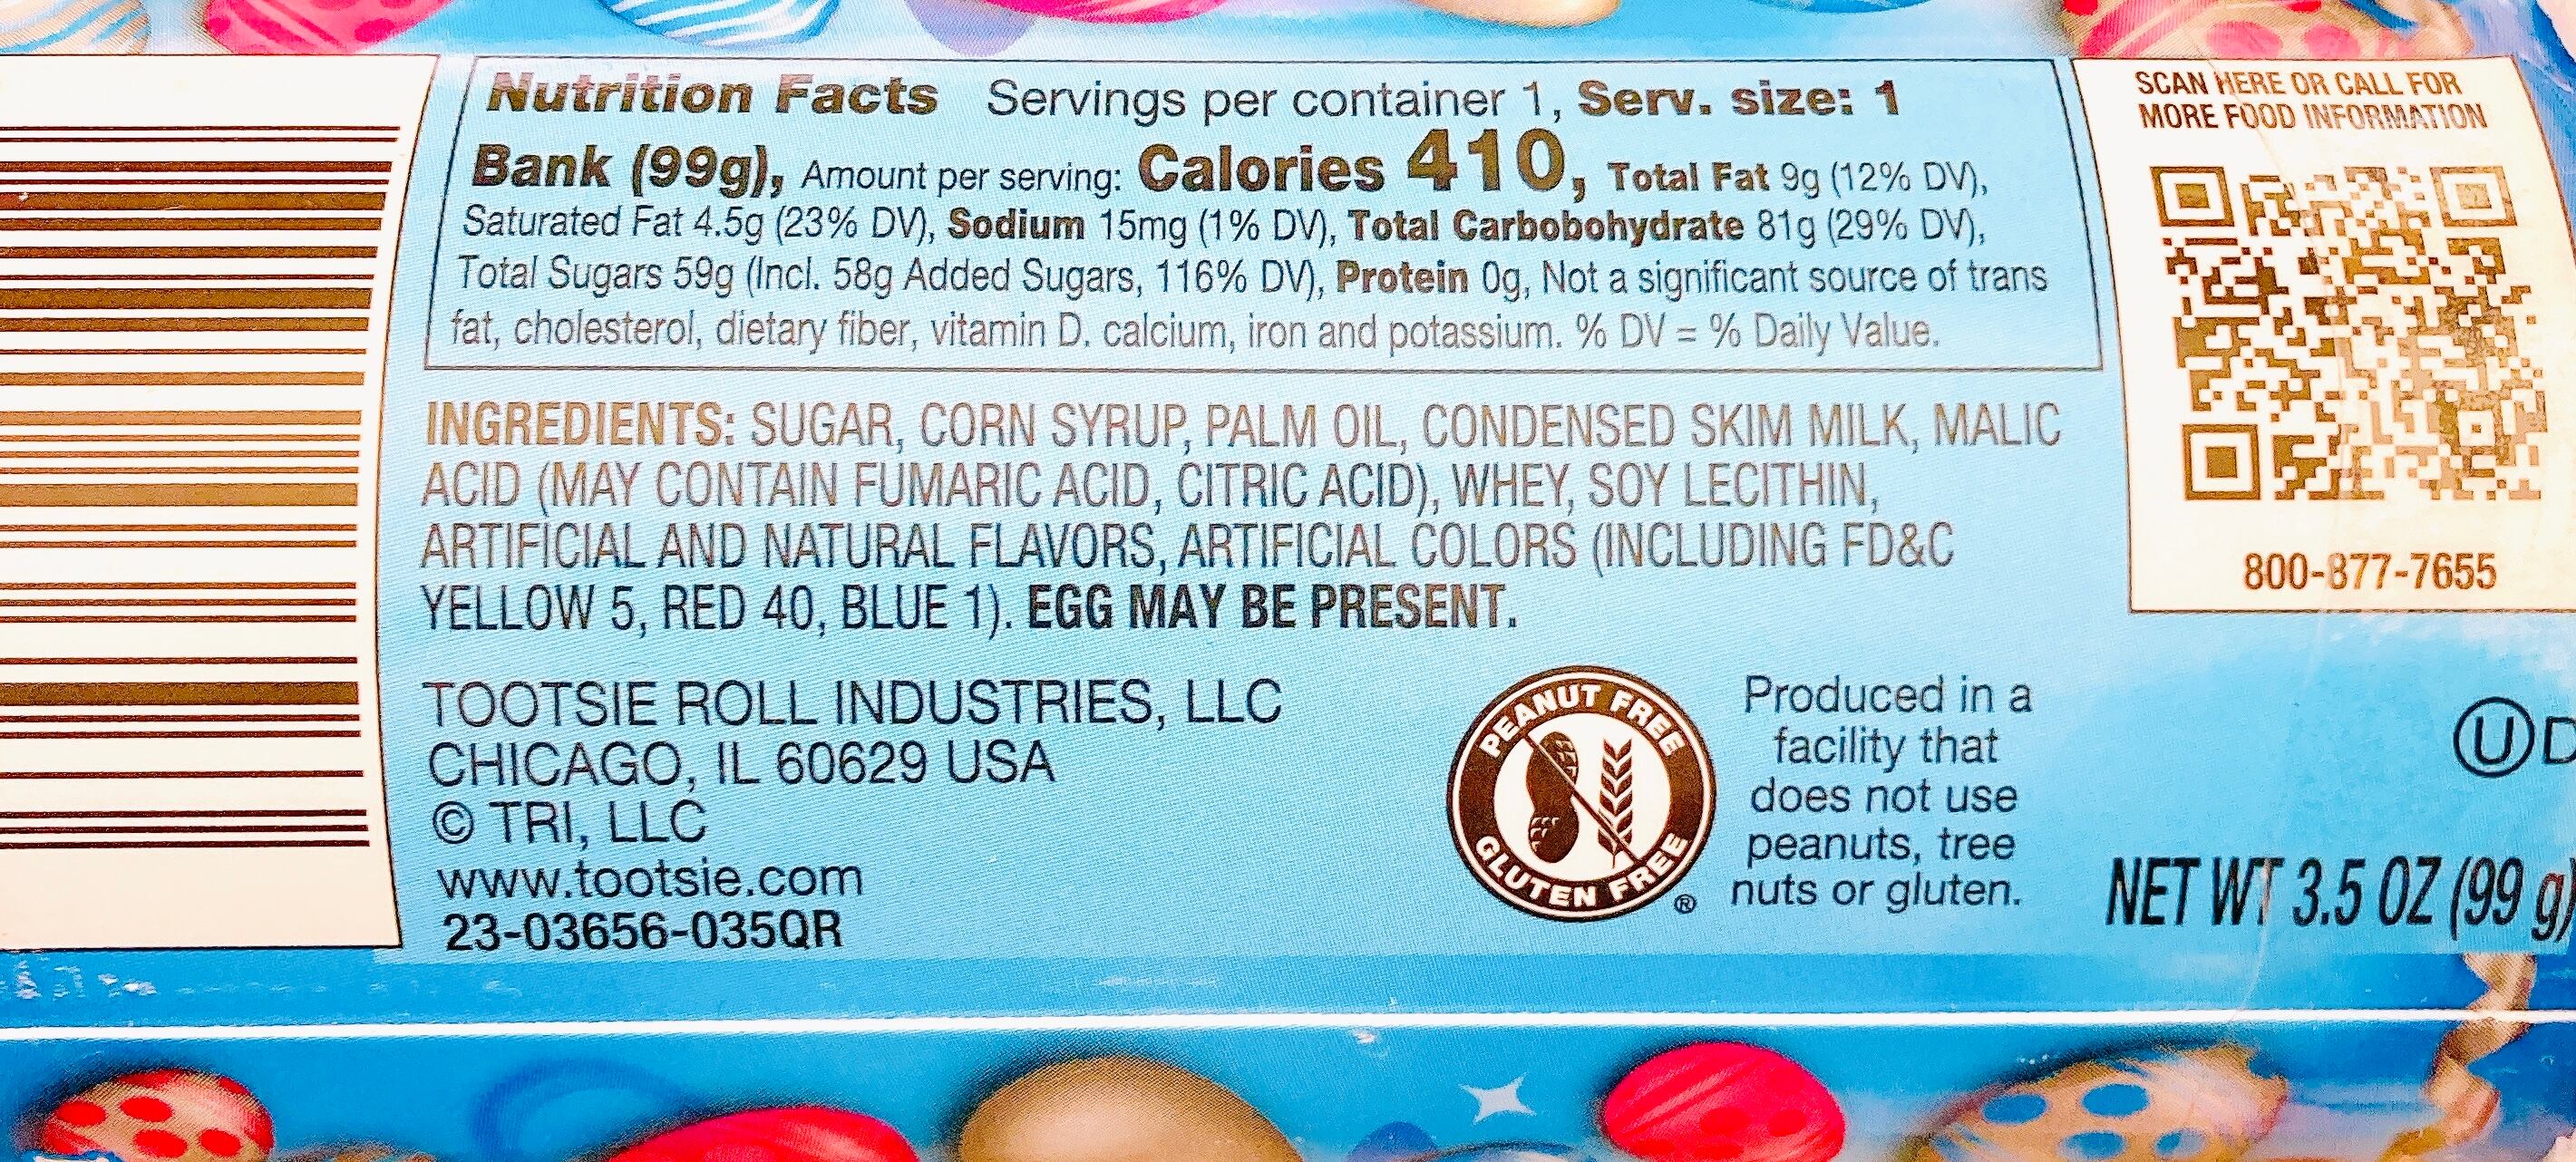 Nutrition Facts Servings per container 1, Serv. size: 1
Bank (99g), Amount per serving: Calories 410, Total Fat 9g (12% DV),
Saturated Fat 4.5g (23% DV), Sodium 15mg (1% DV), Total Carbobohydrate 81g (29% DV),
Total Sugars 59g (Incl. 58g Added Sugars, 116% DV), Protein 0g, Not a significant source of trans
fat, cholesterol, dietary fiber, vitamin D. calcium, iron and potassium. % DV = % Daily Value.
SCAN HERE OR CALL FOR
MORE FOOD INFORMATION
800-877-7655
INGREDIENTS: SUGAR, CORN SYRUP, PALM OIL, CONDENSED SKIM MILK, MALIC
ACID (MAY CONTAIN FUMARIC ACID, CITRIC ACID), WHEY, SOY LECITHIN,
ARTIFICIAL AND NATURAL FLAVORS, ARTIFICIAL COLORS (INCLUDING FD&C
YELLOW 5, RED 40, BLUE 1). EGG MAY BE PRESENT.
TOOTSIE ROLL INDUSTRIES, LLC
CHICAGO, IL 60629 USA
© TRI, LLC
www.tootsie.com
23-03656-035QR
PEANUT FREE
GLUTEN FREE
®
Produced in a
facility that
does not use
peanuts, tree
nuts or gluten.
Ⓤ D
NET WT 3.5 OZ (99 g)